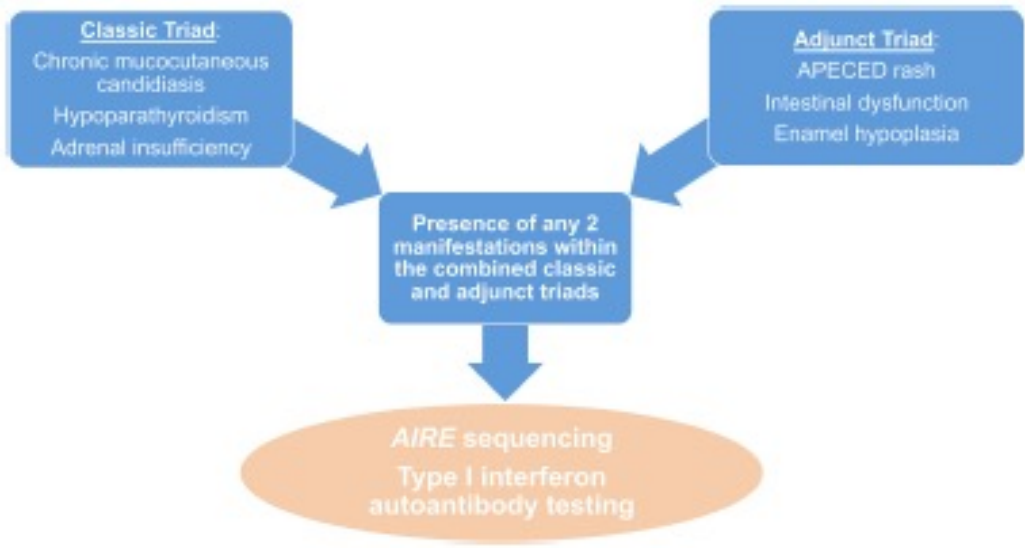 Classic Triad:
Chronic mucocutaneous
candidiasis
Hypoparathyroidism
Adrenal insufficiency
Adjunct Triad:
APECED rash
Intestinal dysfunction
Enamel hypoplasia
Presence of any 2
manifestations within
the combined classic
and adjunct triads
AIRE sequencing
Type I interferon
autoantibody testing